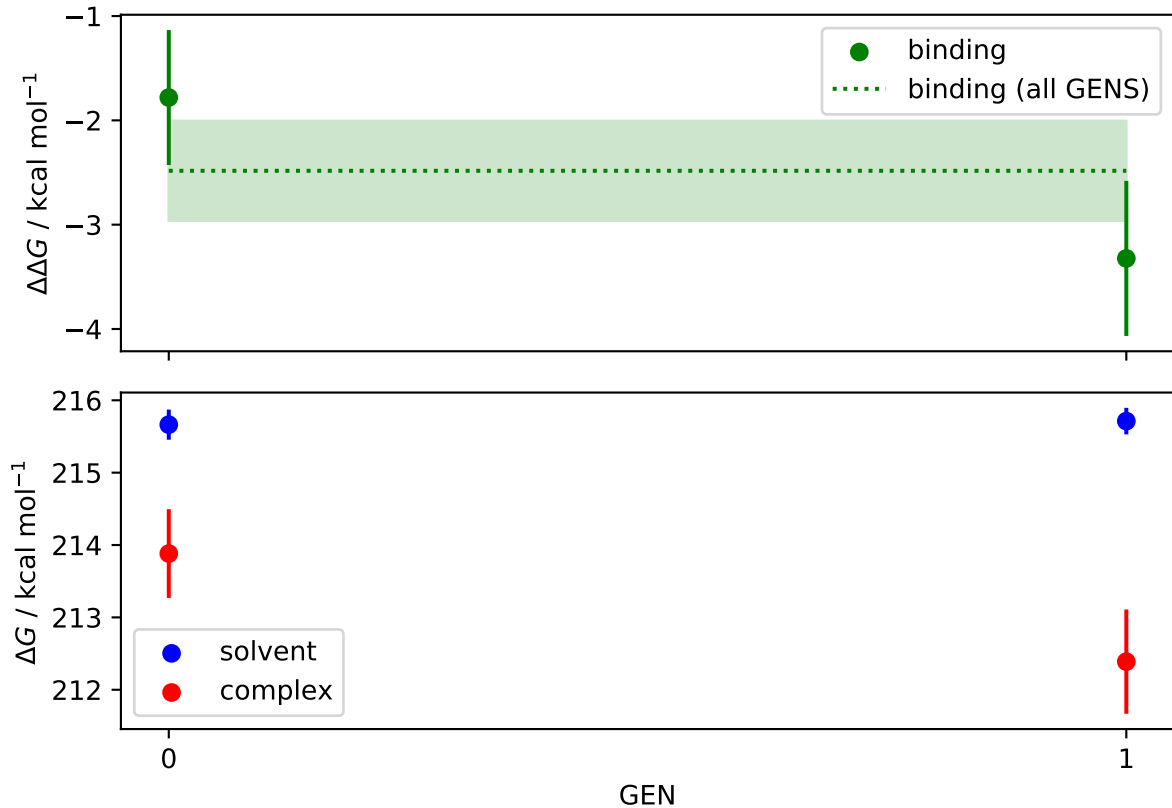 −1
−2
−3
−4
ΔΔG / kcal mol⁻¹
binding
binding (all GENS)
216
215
214
213
212
ΔG / kcal mol⁻¹
solvent
complex
0
1
GEN